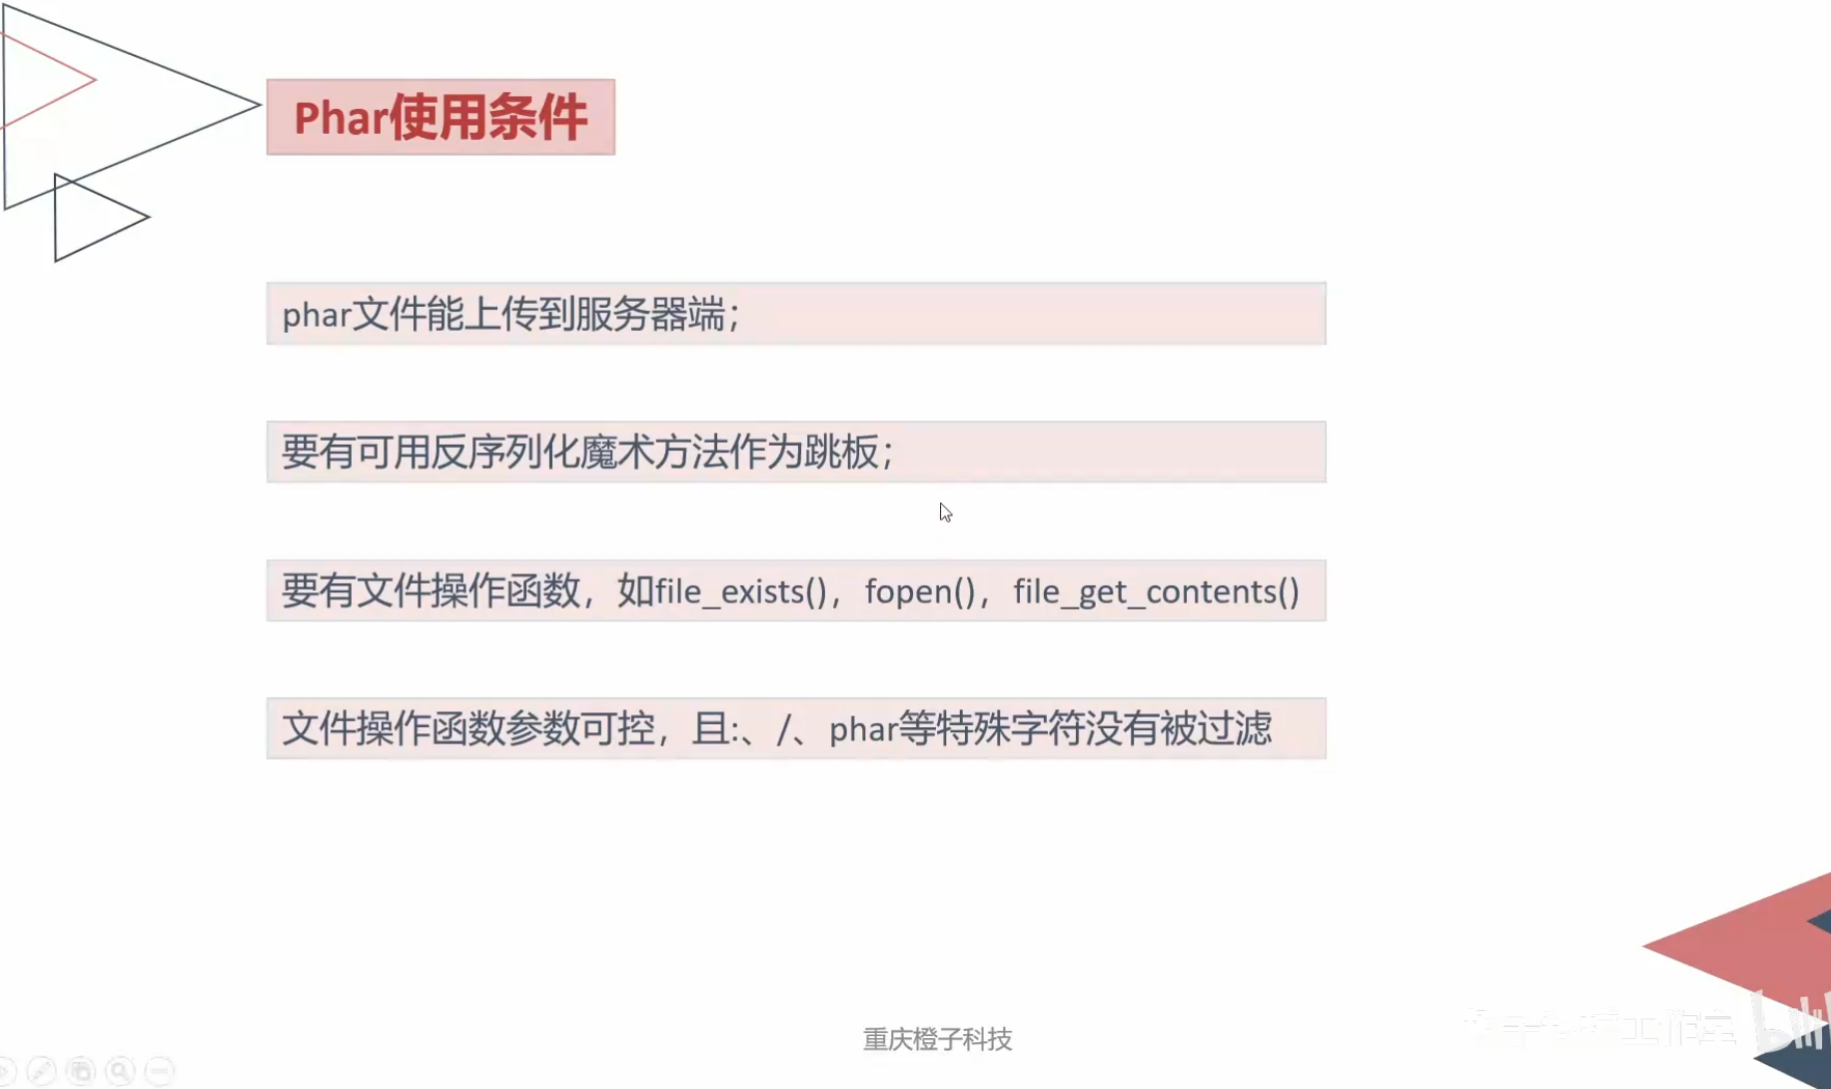 Phar使用条件
phar文件能上传到服务器端；
要有可用反序列化魔术方法作为跳板；
要有文件操作函数，如file_exists()，fopen()，file_get_contents()
文件操作函数参数可控，且:、/、phar等特殊字符没有被过滤
重庆橙子科技